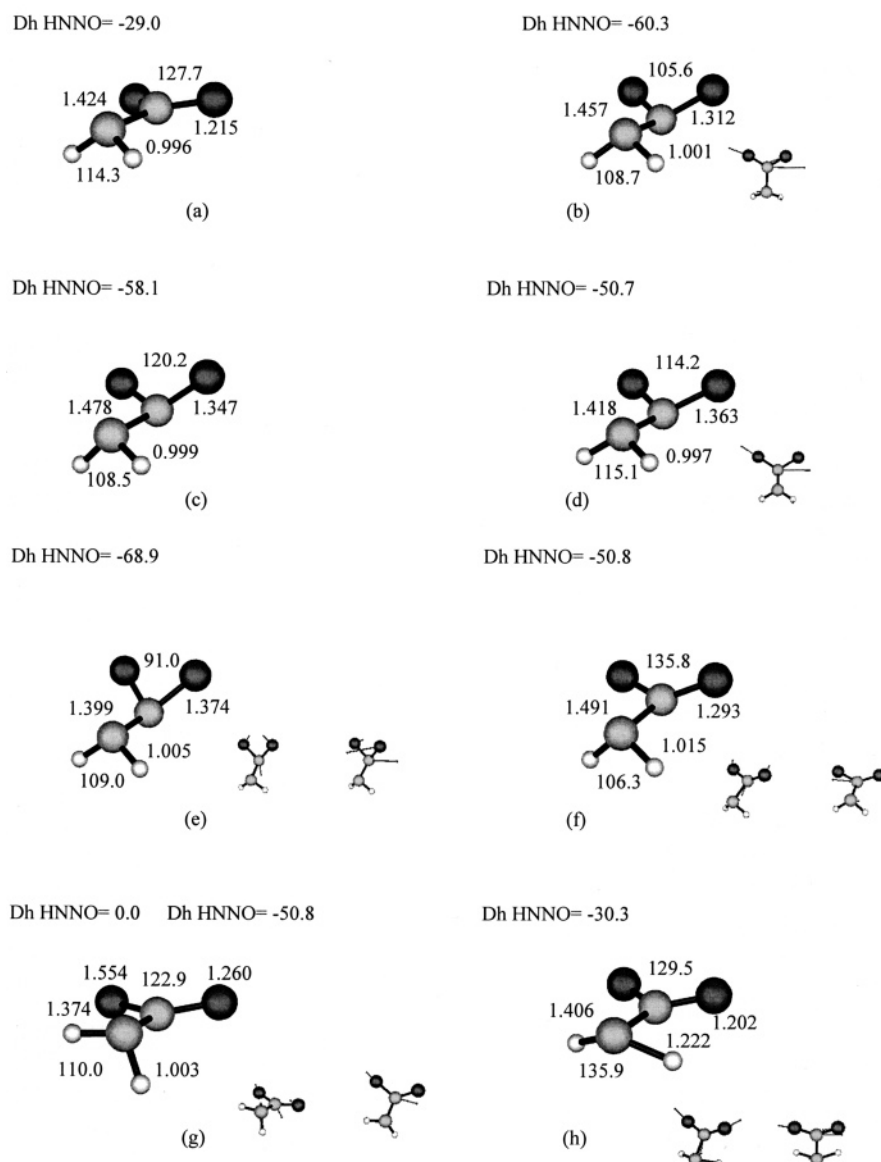 Dh HNNO= -29.0
127.7
1.424
1.215
0.996
114.3
(a)
Dh HNNO= -60.3
105.6
1.457
1.312
1.001
108.7
(b)
Dh HNNO= -58.1
120.2
1.478
1.347
0.999
108.5
(c)
Dh HNNO= -50.7
114.2
1.418
1.363
0.997
115.1
(d)
Dh HNNO= -68.9
91.0
1.399
1.374
1.005
109.0
(e)
Dh HNNO= -50.8
135.8
1.491
1.293
1.015
106.3
(f)
Dh HNNO= 0.0 Dh HNNO= -50.8
1.554
122.9
1.260
1.374
110.0
1.003
(g)
Dh HNNO= -30.3
129.5
1.406
1.202
1.222
135.9
(h)